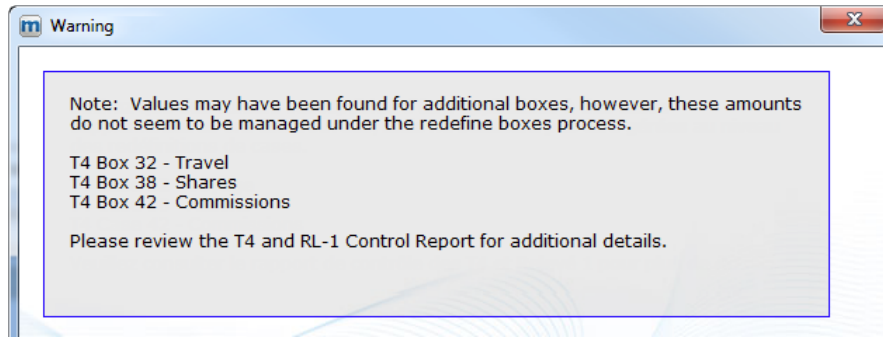 m Warning
Note: Values may have been found for additional boxes, however, these amounts
do not seem to be managed under the redefine boxes process.
T4 Box 32 - Travel
T4 Box 38 - Shares
T4 Box 42 - Commissions
Please review the T4 and RL-1 Control Report for additional details.